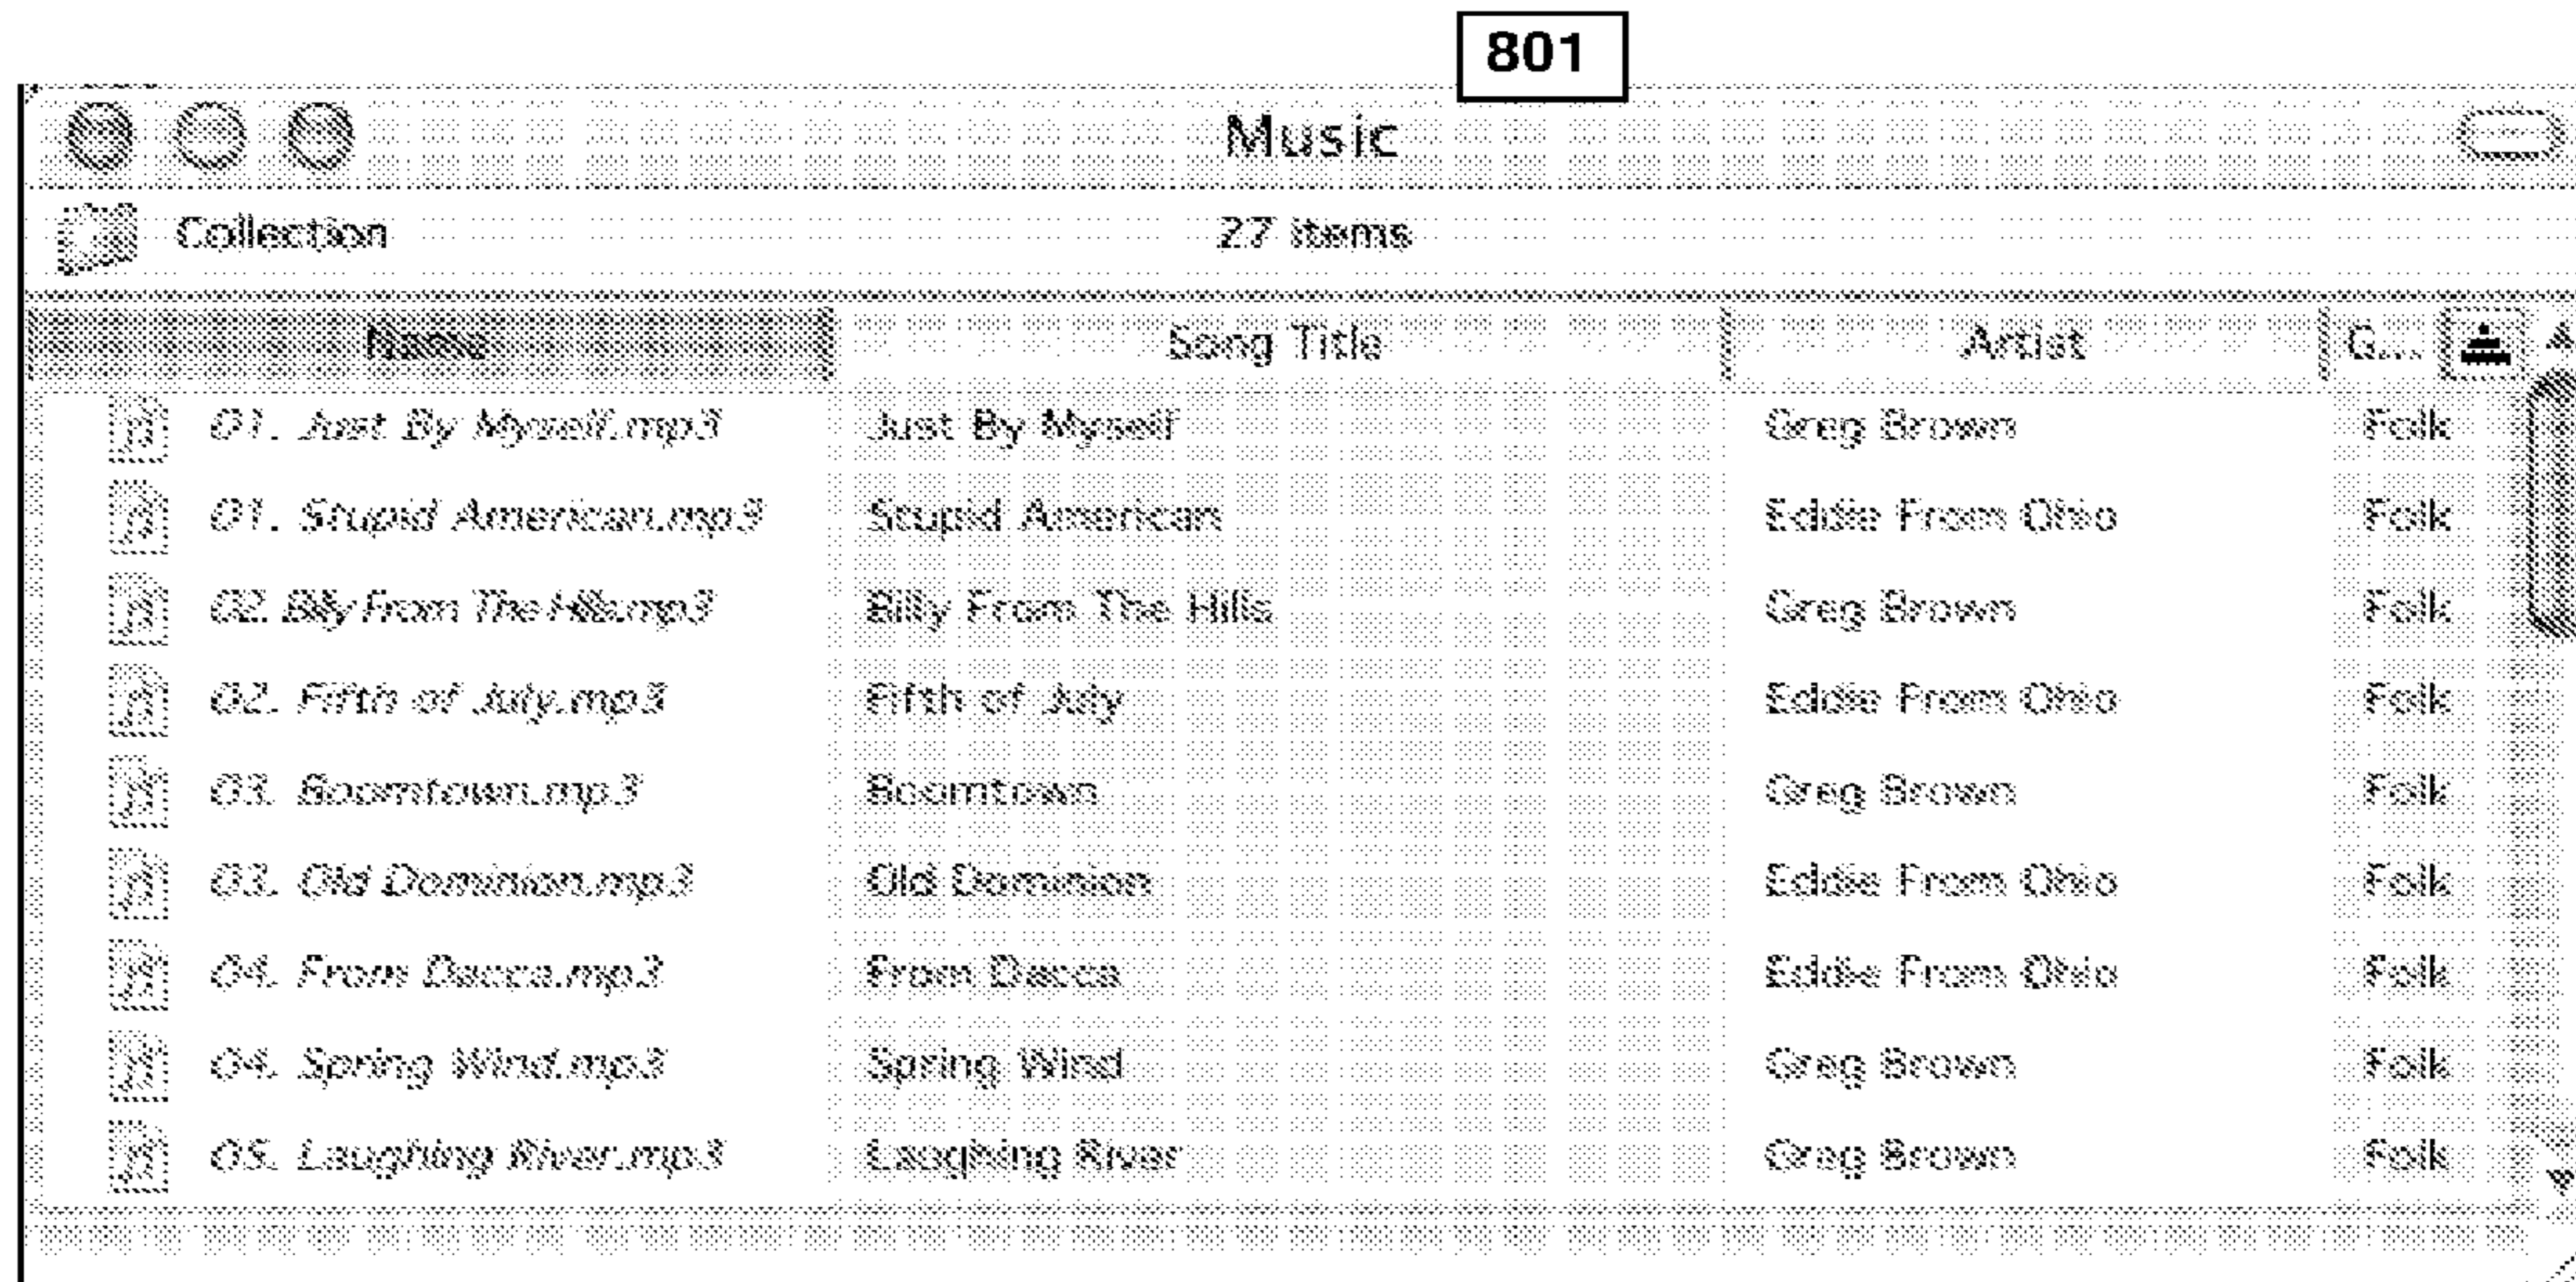 801
Music
Collection 27 items
Name Song Title Artist G...
01. Just By Myself.mp3 Just By Myself Greg Brown Folk
01. Stupid American.mp3 Stupid American Eddie From Ohio Folk
02. Billy From The Hills.mp3 Billy From The Hills Greg Brown Folk
02. Fifth of July.mp3 Fifth of July Eddie From Ohio Folk
03. Boomtown.mp3 Boomtown Greg Brown Folk
03. Old Dominion.mp3 Old Dominion Eddie From Ohio Folk
04. From Dacca.mp3 From Dacca Eddie From Ohio Folk
04. Spring Wind.mp3 Spring Wind Greg Brown Folk
05. Laughing River.mp3 Laughing River Greg Brown Folk